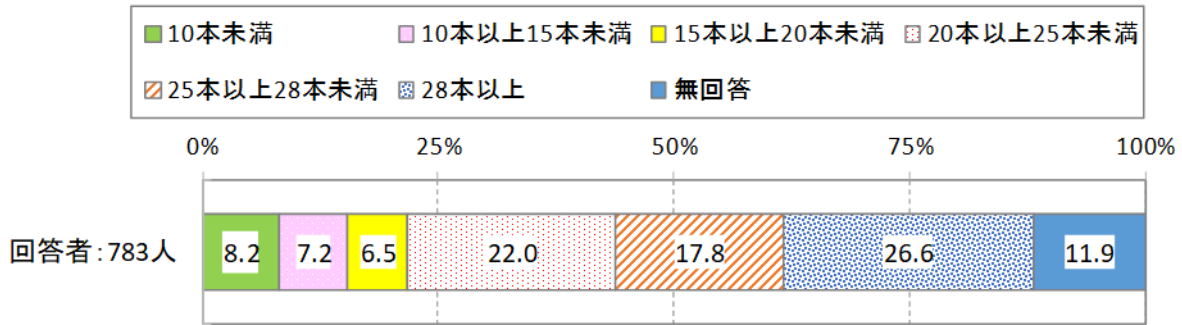 10本未満 10本以上15本未満 15本以上20本未満 20本以上25本未満
25本以上28本未満 28本以上 無回答
0% 25% 50% 75% 100%
回答者:783人 8.2 7.2 6.5 22.0 17.8 26.6 11.9